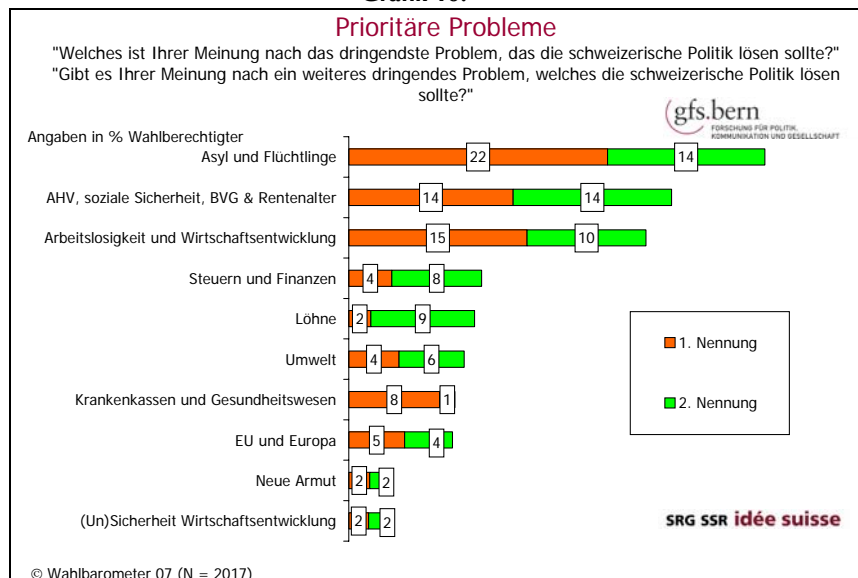 Prioritäre Probleme
"Welches ist Ihrer Meinung nach das dringendste Problem, das die schweizerische Politik lösen sollte?"
"Gibt es Ihrer Meinung nach ein weiteres dringendes Problem, welches die schweizerische Politik lösen
sollte?"
gfs.bern
FORSCHUNG FÜR POLITIK,
KOMMUNIKATION UND GESELLSCHAFT
Angaben in % Wahlberechtigter
Asyl und Flüchtlinge 22 14
AHV, soziale Sicherheit, BVG & Rentenalter 14 14
Arbeitslosigkeit und Wirtschaftsentwicklung 15 10
Steuern und Finanzen 4 8
Löhne 2 9
Umwelt 4 6
Krankenkassen und Gesundheitswesen 8 1
EU und Europa 5 4
Neue Armut 2 2
(Un)Sicherheit Wirtschaftsentwicklung 2 2
1. Nennung
2. Nennung
SRG SSR idée suisse
© Wahlbarometer 07 (N = 2017)